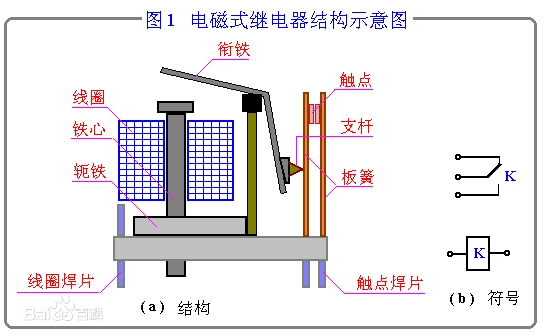 图1 电磁式继电器结构示意图
衔铁
线圈
触点
铁心
支杆
轭铁
板簧
K
K
线圈焊片
触点焊片
(a) 结构
(b) 符号
Baidu百科